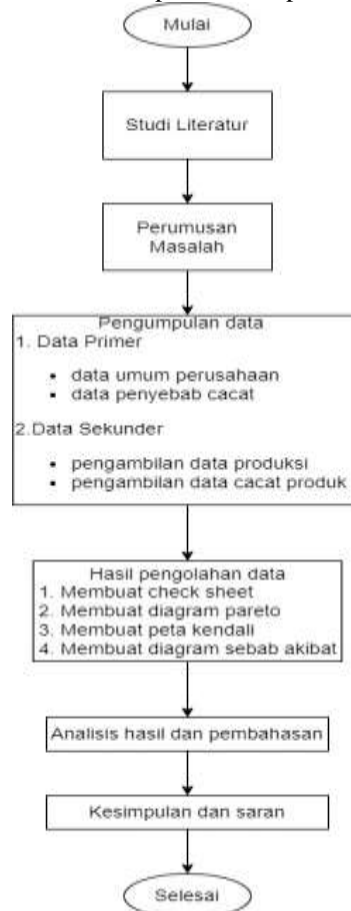 Mulai
Studi Literatur
Perumusan
Masalah
Pengumpulan data
1. Data Primer
• data umum perusahaan
• data penyebab cacat
2.Data Sekunder
• pengambilan data produksi
• pengambilan data cacat produk
Hasil pengolahan data
1. Membuat check sheet
2. Membuat diagram pareto
3. Membuat peta kendali
4. Membuat diagram sebab akibat
Analisis hasil dan pembahasan
Kesimpulan dan saran
Selesai